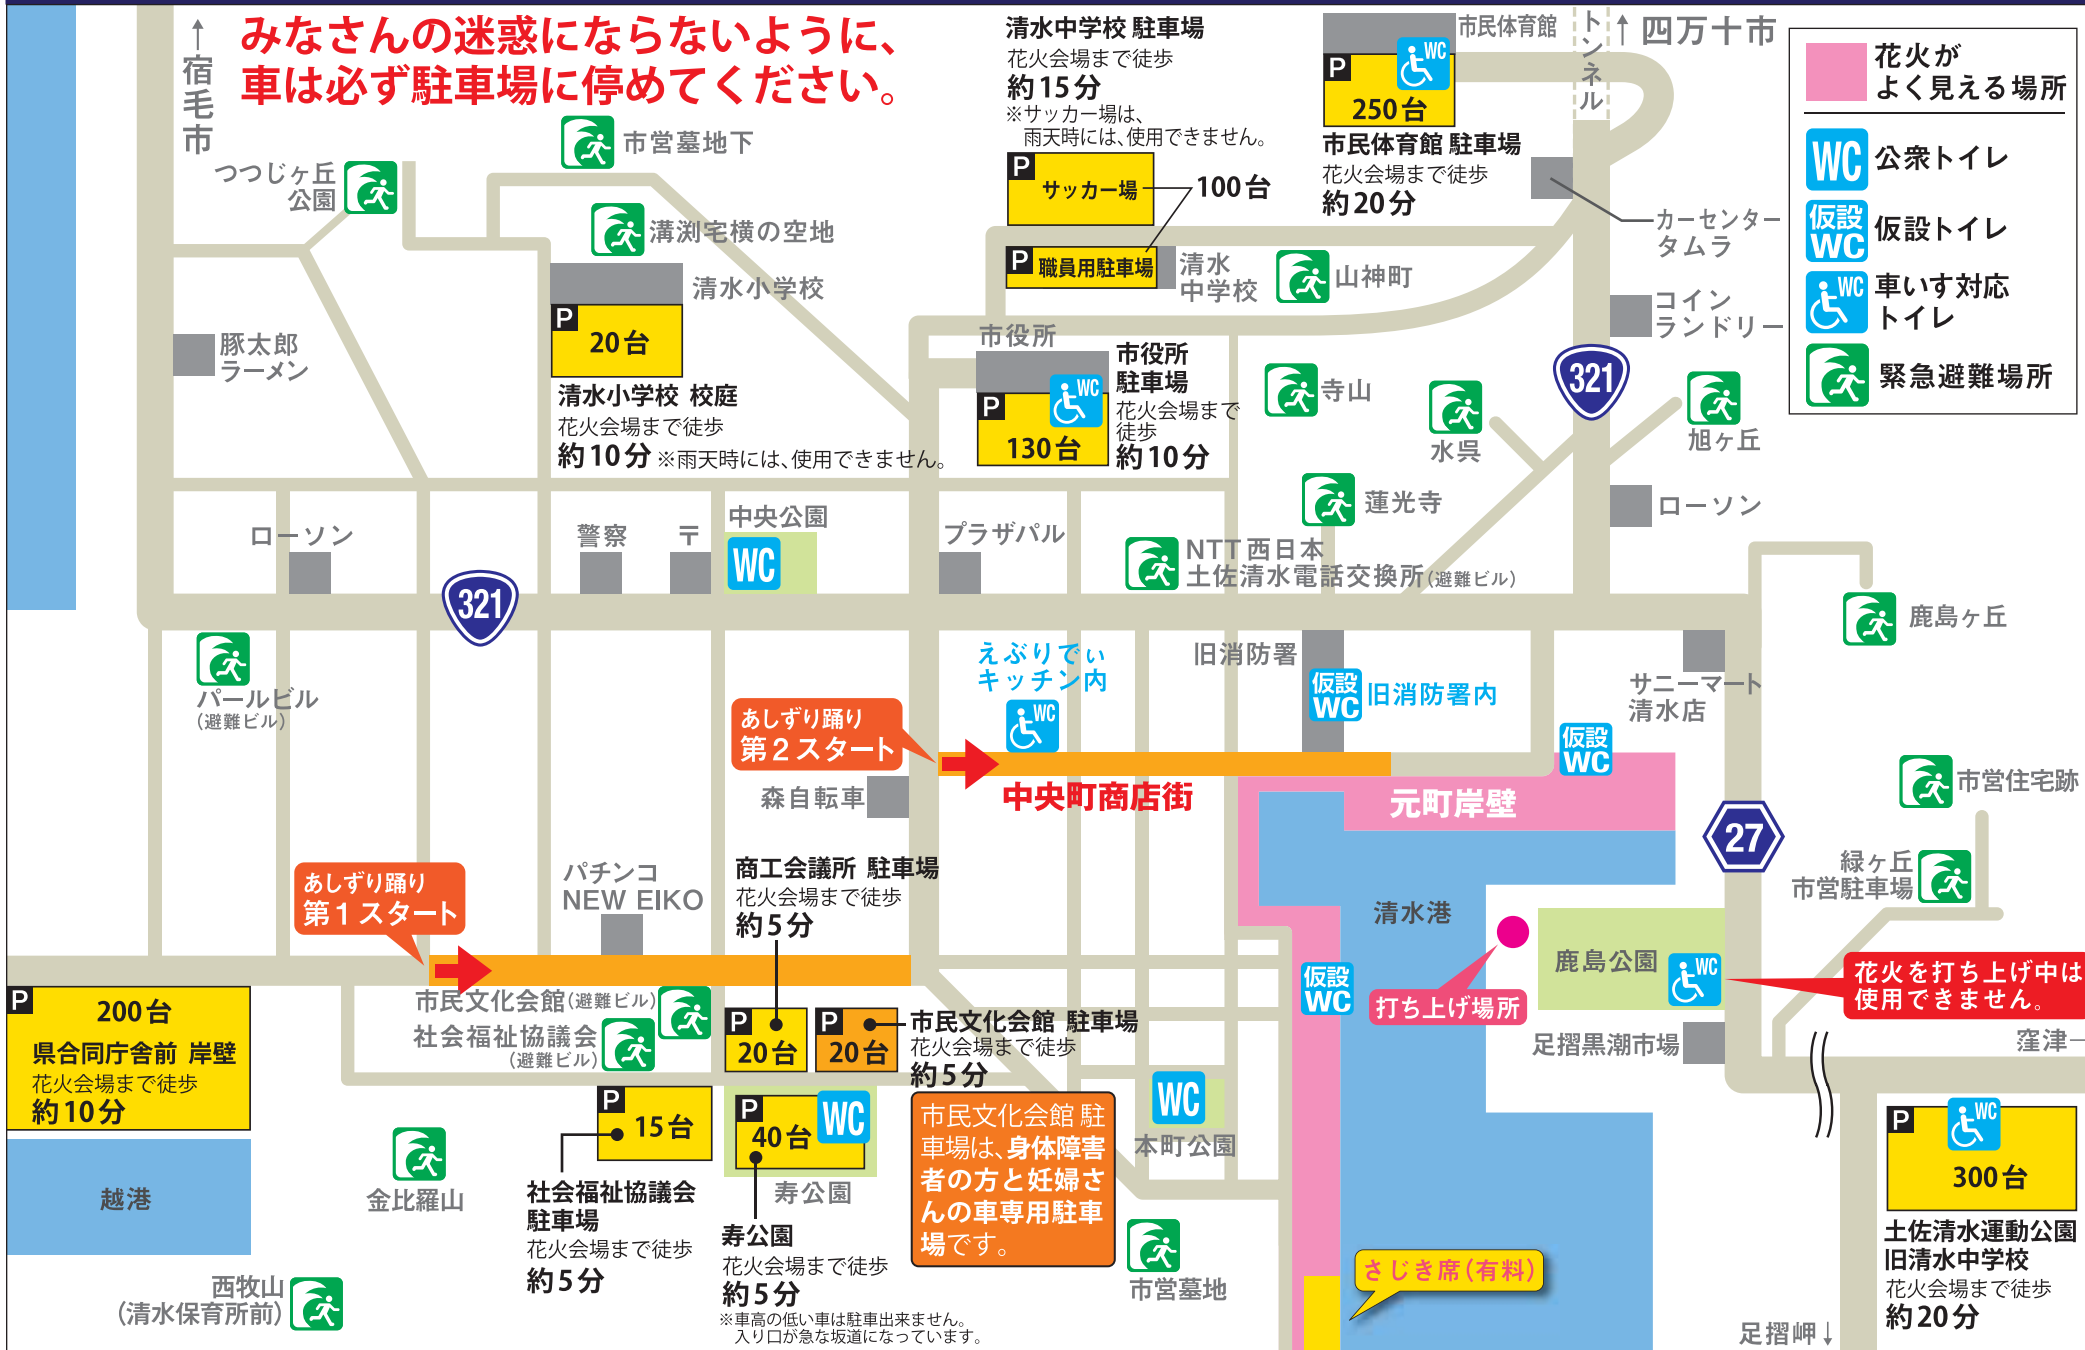 みなさんの迷惑にならないように、
車は必ず駐車場に停めてください。
↑
宿毛市
清水中学校 駐車場
花火会場まで徒歩
約15分
※サッカー場は、
雨天時には、使用できません。
P
サッカー場
100台
P
職員用駐車場
清水
中学校
市民体育館
P
WC
250台
市民体育館 駐車場
花火会場まで徒歩
約20分
トンネル
↑ 四万十市
花火が
よく見える場所
WC 公衆トイレ
仮設
WC
仮設トイレ
WC
車いす対応
トイレ
緊急避難場所
カーセンター
タムラ
コイン
ランドリー
つつじヶ丘
公園
市営墓地下
溝渕宅横の空地
清水小学校
P
20台
清水小学校 校庭
花火会場まで徒歩
約10分 ※雨天時には、使用できません。
豚太郎
ラーメン
山神町
市役所
P
WC
130台
市役所
駐車場
花火会場まで
徒歩
約10分
寺山
水呉
321
旭ヶ丘
蓮光寺
ローソン
ローソン
警察
〒
中央公園
WC
プラザパル
NTT西日本
土佐清水電話交換所(避難ビル)
321
鹿島ヶ丘
パールビル
(避難ビル)
えぶりでぃ
キッチン内
WC
旧消防署
仮設
WC
旧消防署内
サニーマート
清水店
あしずり踊り
第2スタート
仮設
WC
中央町商店街
森自転車
元町岸壁
市営住宅跡
27
緑ヶ丘
市営駐車場
あしずり踊り
第1スタート
パチンコ
NEW EIKO
商工会議所 駐車場
花火会場まで徒歩
約5分
清水港
仮設
WC
打ち上げ場所
鹿島公園
WC
花火を打ち上げ中は
使用できません。
足摺黒潮市場
窪津
P
200台
県合同庁舎前 岸壁
花火会場まで徒歩
約10分
市民文化会館(避難ビル)
社会福祉協議会
(避難ビル)
P
20台
P
20台
市民文化会館 駐車場
花火会場まで徒歩
約5分
市民文化会館 駐
車場は、身体障害
者の方と妊婦さ
んの車専用駐車
場です。
P
15台
社会福祉協議会
駐車場
花火会場まで徒歩
約5分
P
40台
WC
寿公園
寿公園
花火会場まで徒歩
約5分
※車高の低い車は駐車出来ません。
入り口が急な坂道になっています。
WC
本町公園
越港
金比羅山
西牧山
(清水保育所前)
市営墓地
さじき席(有料)
P
WC
300台
土佐清水運動公園
旧清水中学校
花火会場まで徒歩
約20分
足摺岬↓